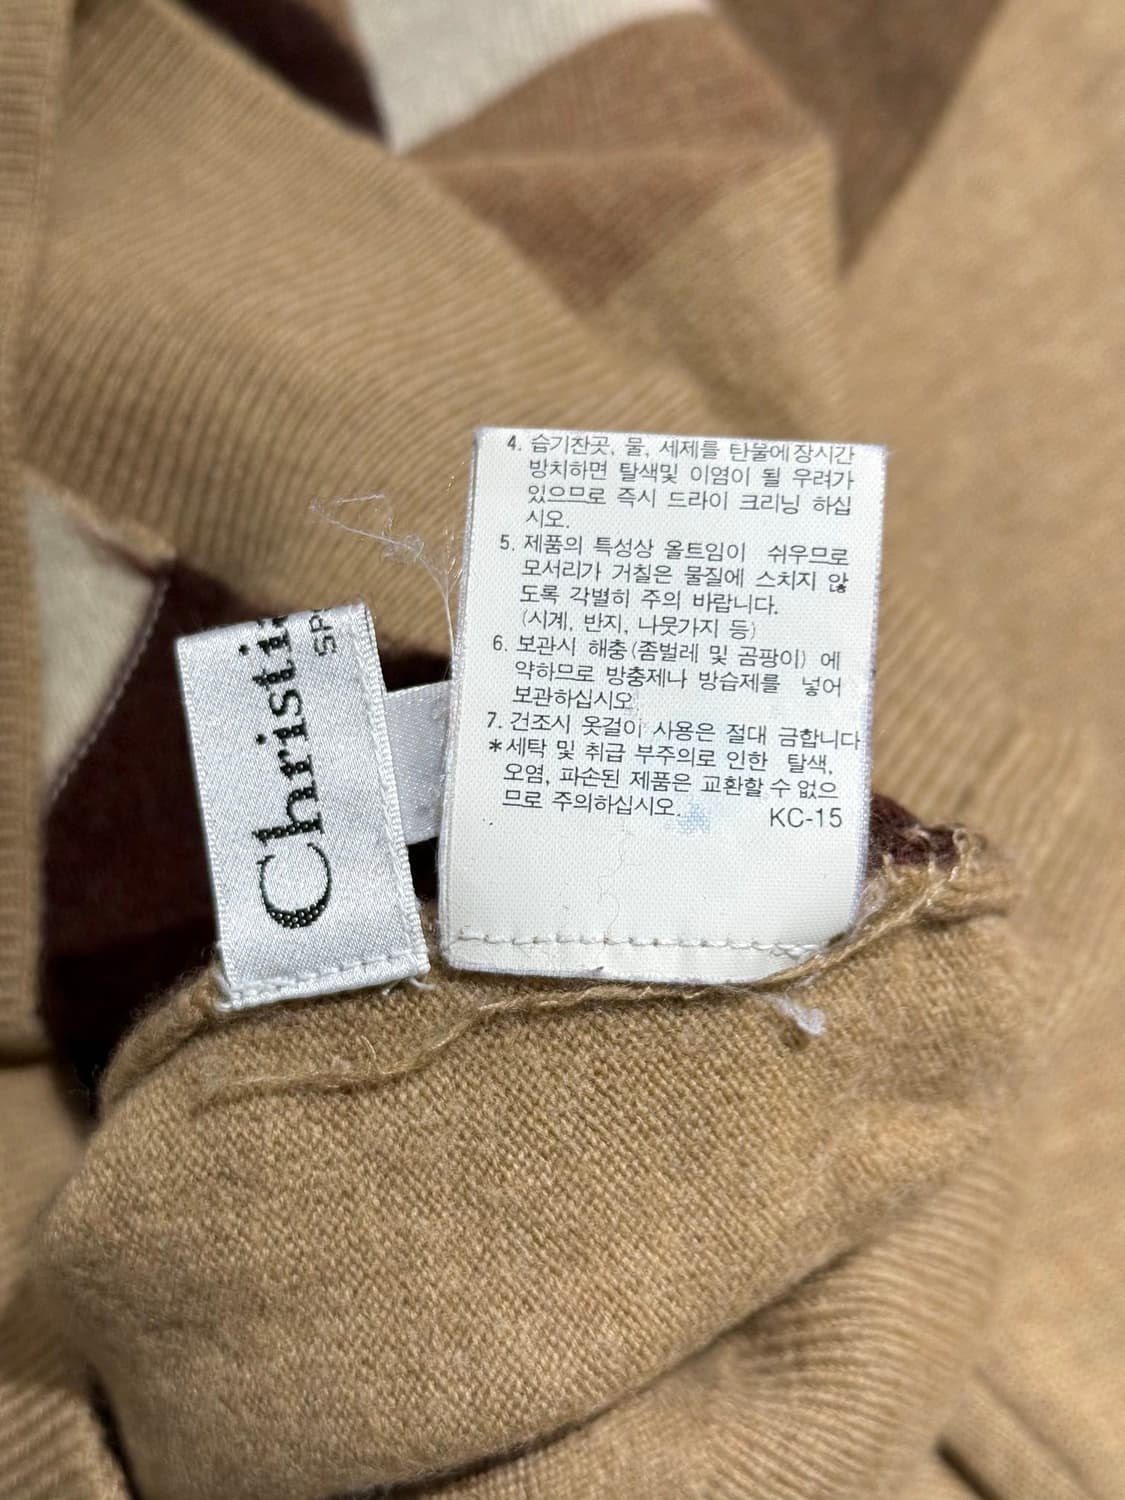 4. 습기찬곳, 물, 세제를 탄물에장시간
방치하면 탈색및 이염이 될 우려가
있으므로 즉시 드라이 크리닝 하십
시오.
5. 제품의 특성상 올트임이 쉬우므로
모서리가 거칠은 물질에 스치지 않
도록 각별히 주의 바랍니다.
(시계, 반지, 나뭇가지 등)
6. 보관시 해충(좀벌레 및 곰팡이) 에
약하므로 방충제나 방습제를 넣어
보관하십시오
7. 건조시 옷걸이 사용은 절대 금합니다
*세탁 및 취급 부주의로 인한 탈색,
오염, 파손된 제품은 교환할 수 없으
므로 주의하십시오.
KC-15
Christi
SP